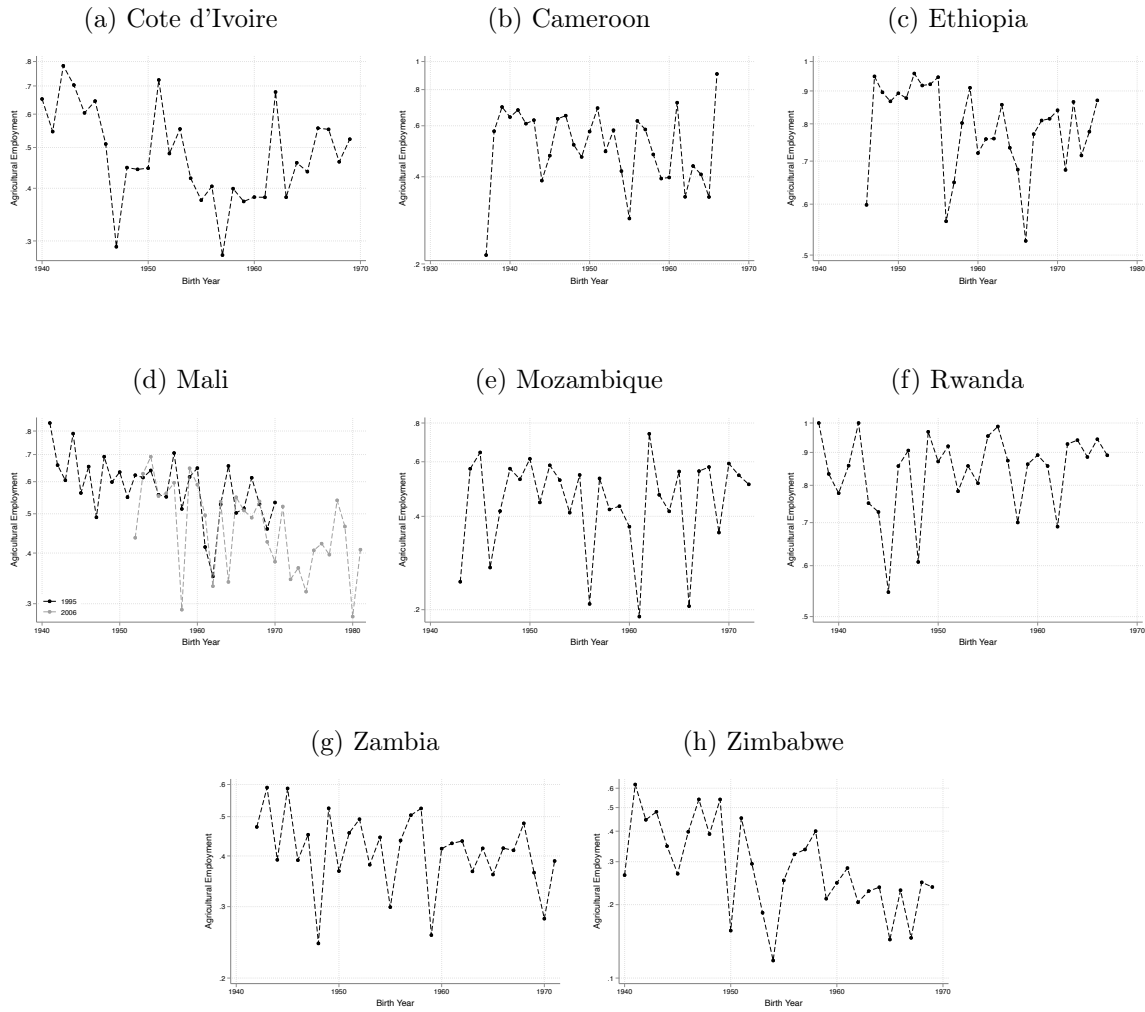 (a) Cote d'Ivoire
(b) Cameroon
(c) Ethiopia
Agricultural Employment
.8
.7
.6
.5
.4
.3
1940 1950 1960 1970
Birth Year
Agricultural Employment
1
.8
.6
.4
.2
1930 1940 1950 1960 1970
Birth Year
Agricultural Employment
1
.9
.8
.7
.6
.5
1940 1950 1960 1970 1980
Birth Year
(d) Mali
(e) Mozambique
(f) Rwanda
Agricultural Employment
.8
.7
.6
.5
.4
.3
1995
2006
1940 1950 1960 1970 1980
Birth Year
Agricultural Employment
.8
.6
.4
.2
1940 1950 1960 1970
Birth Year
Agricultural Employment
1
.9
.8
.7
.6
.5
1940 1950 1960 1970
Birth Year
(g) Zambia
(h) Zimbabwe
Agricultural Employment
.6
.5
.4
.3
.2
1940 1950 1960 1970
Birth Year
Agricultural Employment
.6
.5
.4
.3
.2
.1
1940 1950 1960 1970
Birth Year